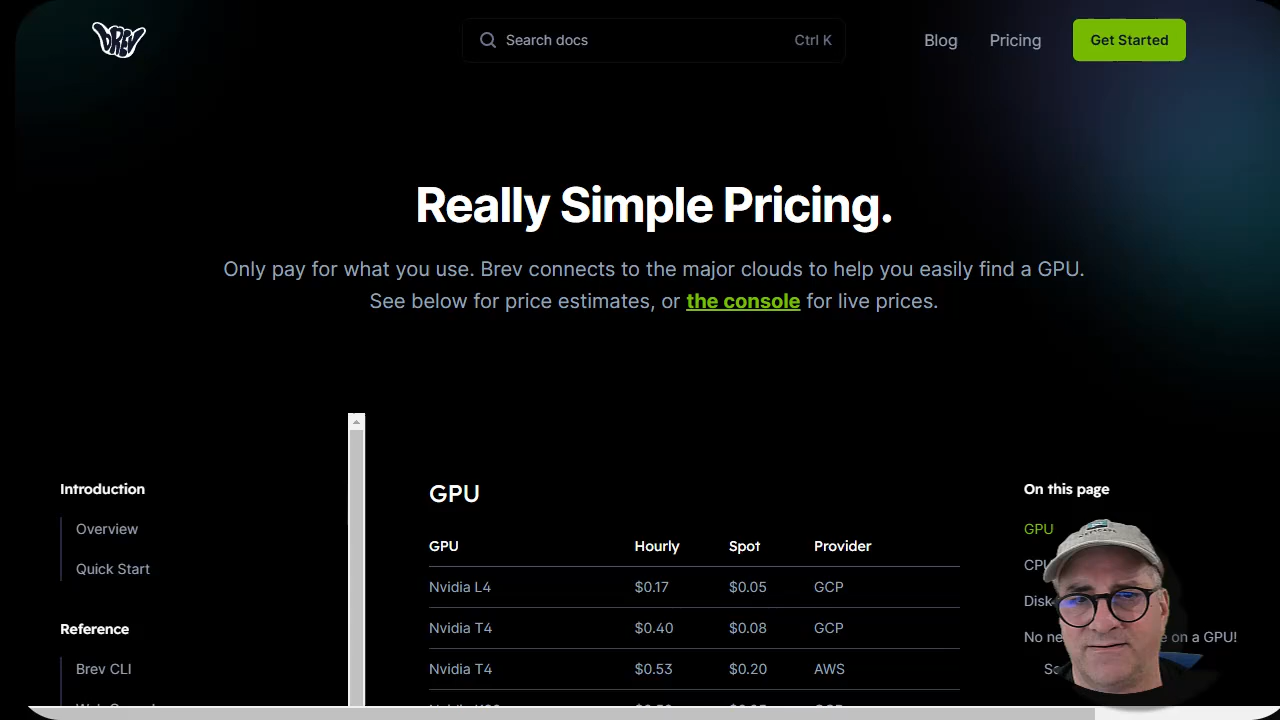 BREV
Search docs
Ctrl K
Blog
Pricing
Get Started
Really Simple Pricing.
Only pay for what you use. Brev connects to the major clouds to help you easily find a GPU.
See below for price estimates, or the console for live prices.
Introduction
Overview
Quick Start
Reference
Brev CLI
GPU
GPU Hourly Spot Provider
Nvidia L4 $0.17 $0.05 GCP
Nvidia T4 $0.40 $0.08 GCP
Nvidia T4 $0.53 $0.20 AWS
On this page
GPU
CPU
Disk
No ne e on a GPU!